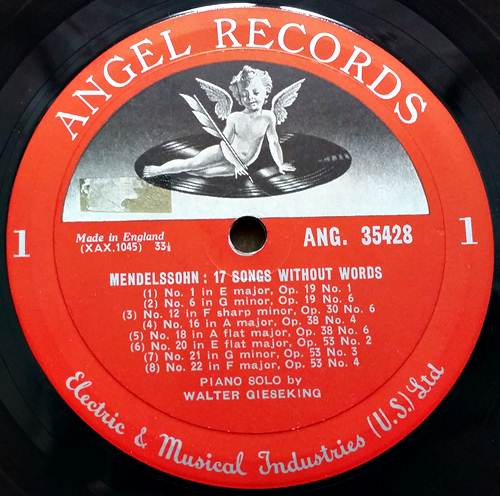 ANGEL RECORDS
Made in England
(XAX.1045) 33⅓
ANG. 35428
1
1
MENDELSSOHN : 17 SONGS WITHOUT WORDS
(1) No. 1 in E major, Op. 19 No. 1
(2) No. 6 in G minor, Op. 19 No. 6
(3) No. 12 in F sharp minor, Op. 30 No. 6
(4) No. 16 in A major, Op. 38 No. 4
(5) No. 18 in A flat major, Op. 38 No. 6
(6) No. 20 in E flat major, Op. 53 No. 2
(7) No. 21 in G minor, Op. 53 No. 3
(8) No. 22 in F major, Op. 53 No. 4
PIANO SOLO by
WALTER GIESEKING
Electric & Musical Industries (U.S.) Ltd